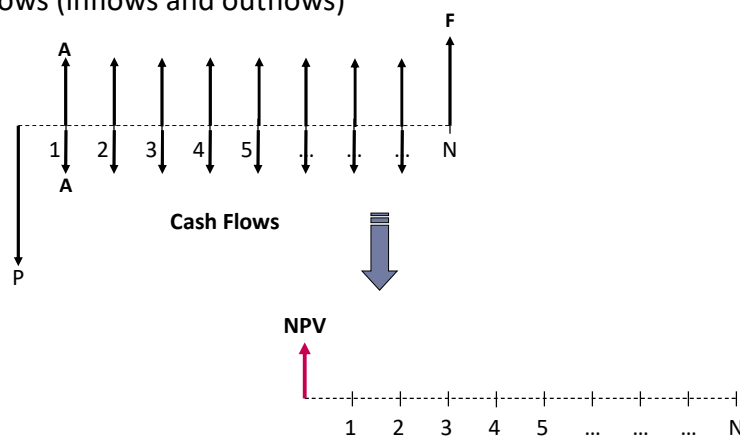 ows (inflows and outflows)
F
A
1 2 3 4 5 ... ... ... N
A
Cash Flows
P
NPV
1 2 3 4 5 ... ... ... N